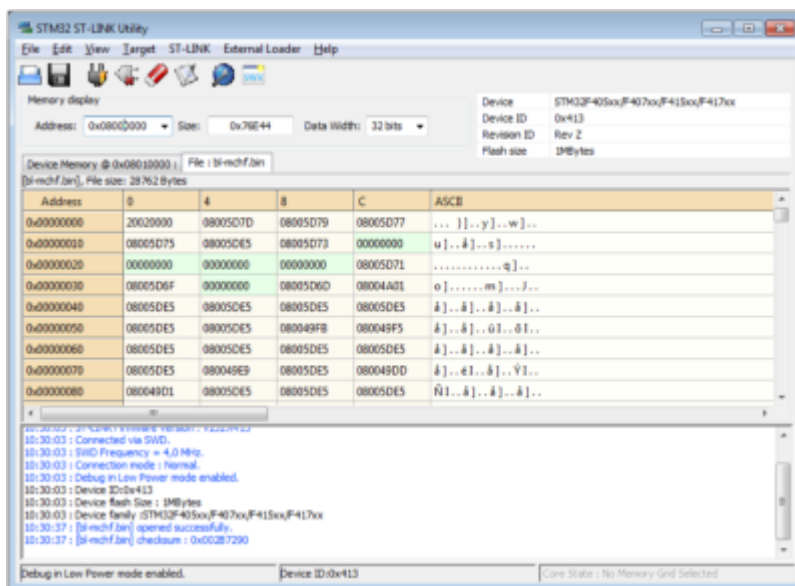 STM32 ST-LINK Utility
File Edit View Target ST-LINK External Loader Help
Memory display
Address: 0x08000000 Size: 0x76E44 Data Width: 32 bits
Device STM32F405xx/F407xx/F415xx/F417xx
Device ID 0x413
Revision ID Rev Z
Flash size 1MBytes
Device Memory @ 0x08010000 : File : bl-mchf.bin
[bl-mchf.bin], File size: 28762 Bytes
Address 0 4 8 C ASCII
0x00000000 20020000 08005D7D 08005D79 08005D77 ... }]..y]..w]..
0x00000010 08005D75 08005DE5 08005D73 00000000 u]..å]..s]......
0x00000020 00000000 00000000 00000000 08005D71 ............q]..
0x00000030 08005D6F 00000000 08005D6D 08004A01 o]......m]...J..
0x00000040 08005DE5 08005DE5 08005DE5 08005DE5 å]..å]..å]..å]..
0x00000050 08005DE5 08005DE5 080049FB 080049F5 å]..å]..ûI..õI..
0x00000060 08005DE5 08005DE5 08005DE5 08005DE5 å]..å]..å]..å]..
0x00000070 08005DE5 080049E9 08005DE5 080049DD å]..éI..å]..ÝI..
0x00000080 080049D1 08005DE5 08005DE5 08005DE5 ÑI..å]..å]..å]..
10:30:03 : Connected via SWD.
10:30:03 : SWD Frequency = 4,0 MHz.
10:30:03 : Connection mode : Normal.
10:30:03 : Debug in Low Power mode enabled.
10:30:03 : Device ID:0x413
10:30:03 : Device flash Size : 1MBytes
10:30:03 : Device family :STM32F405xx/F407xx/F415xx/F417xx
10:30:37 : [bl-mchf.bin] opened successfully.
10:30:37 : [bl-mchf.bin] checksum : 0x002B7290
Debug in Low Power mode enabled. Device ID:0x413 Core State : No Memory Grid Selected